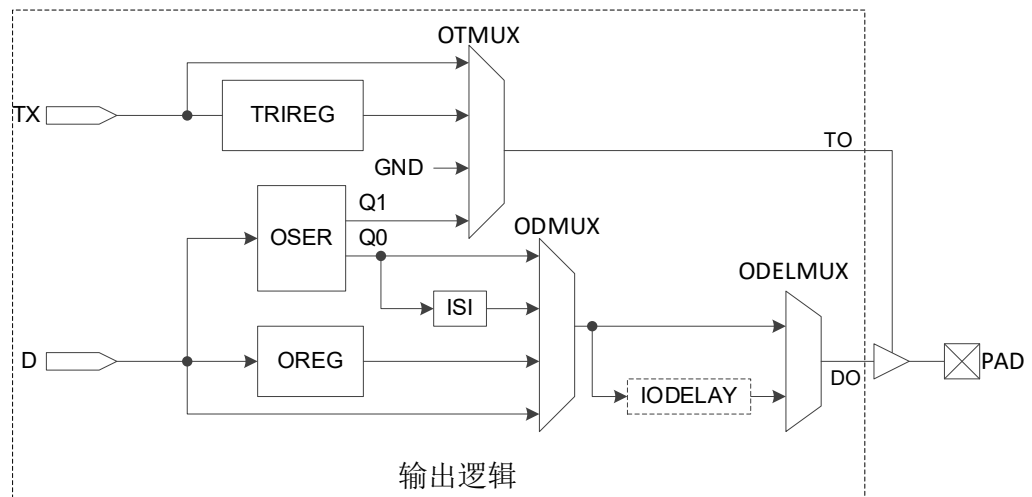 OTMUX
TX
TRIREG
TO
GND
Q1
OSER
Q0
ODMUX
ODELMUX
ISI
D
OREG
DO
PAD
IODELAY
输出逻辑